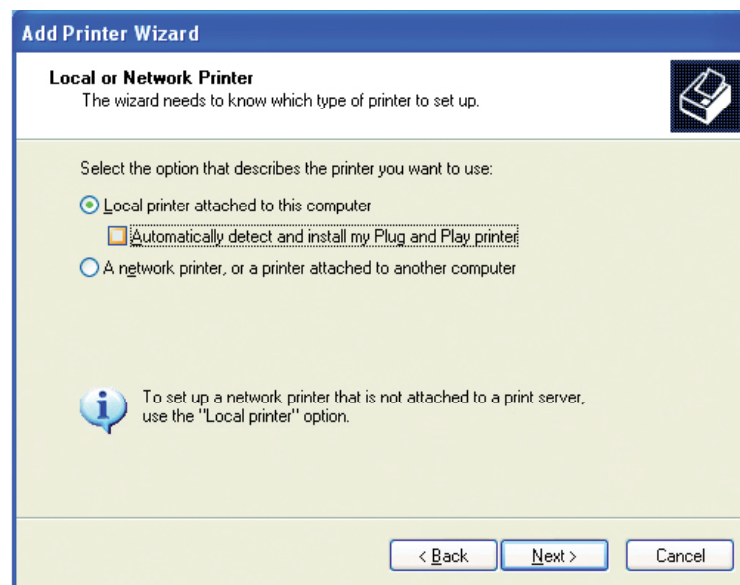 Add Printer Wizard
Local or Network Printer
The wizard needs to know which type of printer to set up.
Select the option that describes the printer you want to use:
Local printer attached to this computer
Automatically detect and install my Plug and Play printer
A network printer, or a printer attached to another computer
To set up a network printer that is not attached to a print server,
use the "Local printer" option.
< Back Next > Cancel